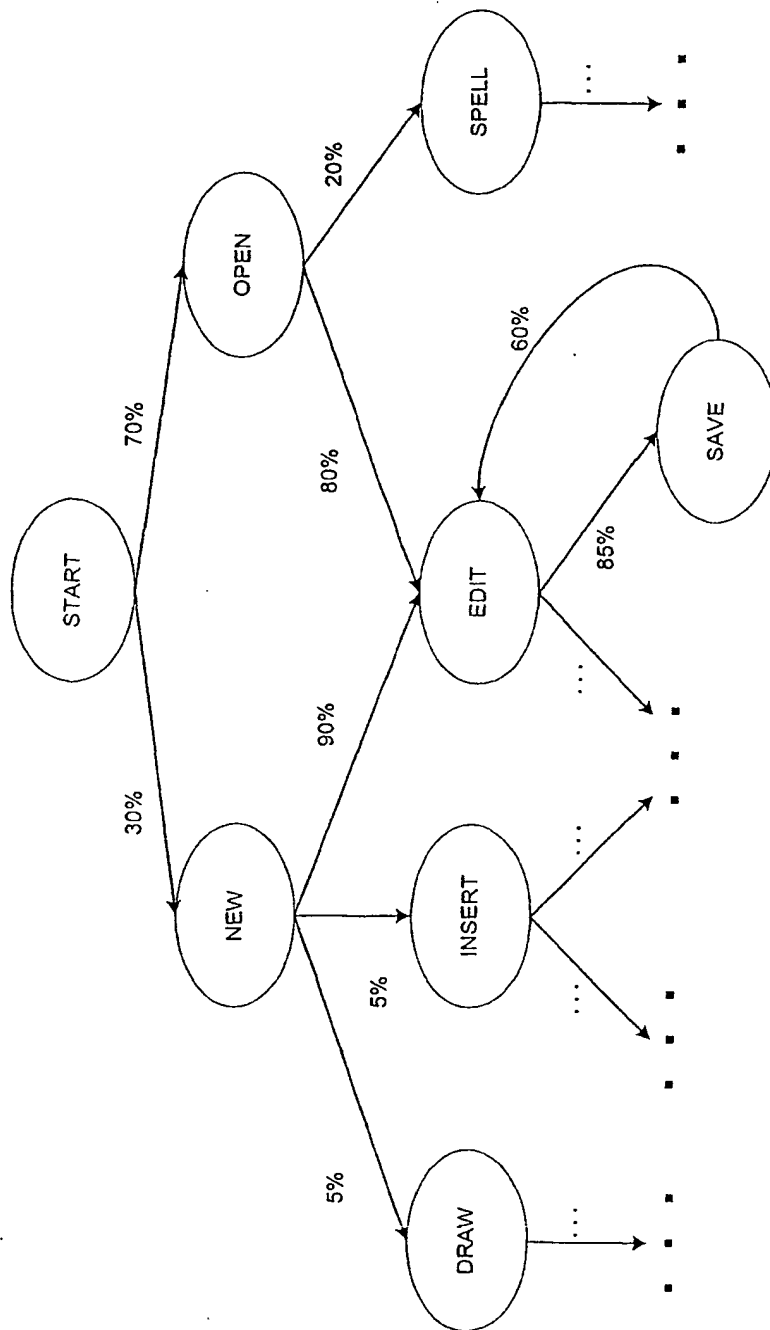 START
30%
70%
NEW
OPEN
5%
5%
90%
80%
20%
DRAW
INSERT
EDIT
SPELL
...
...
...
...
85%
60%
...
...
SAVE